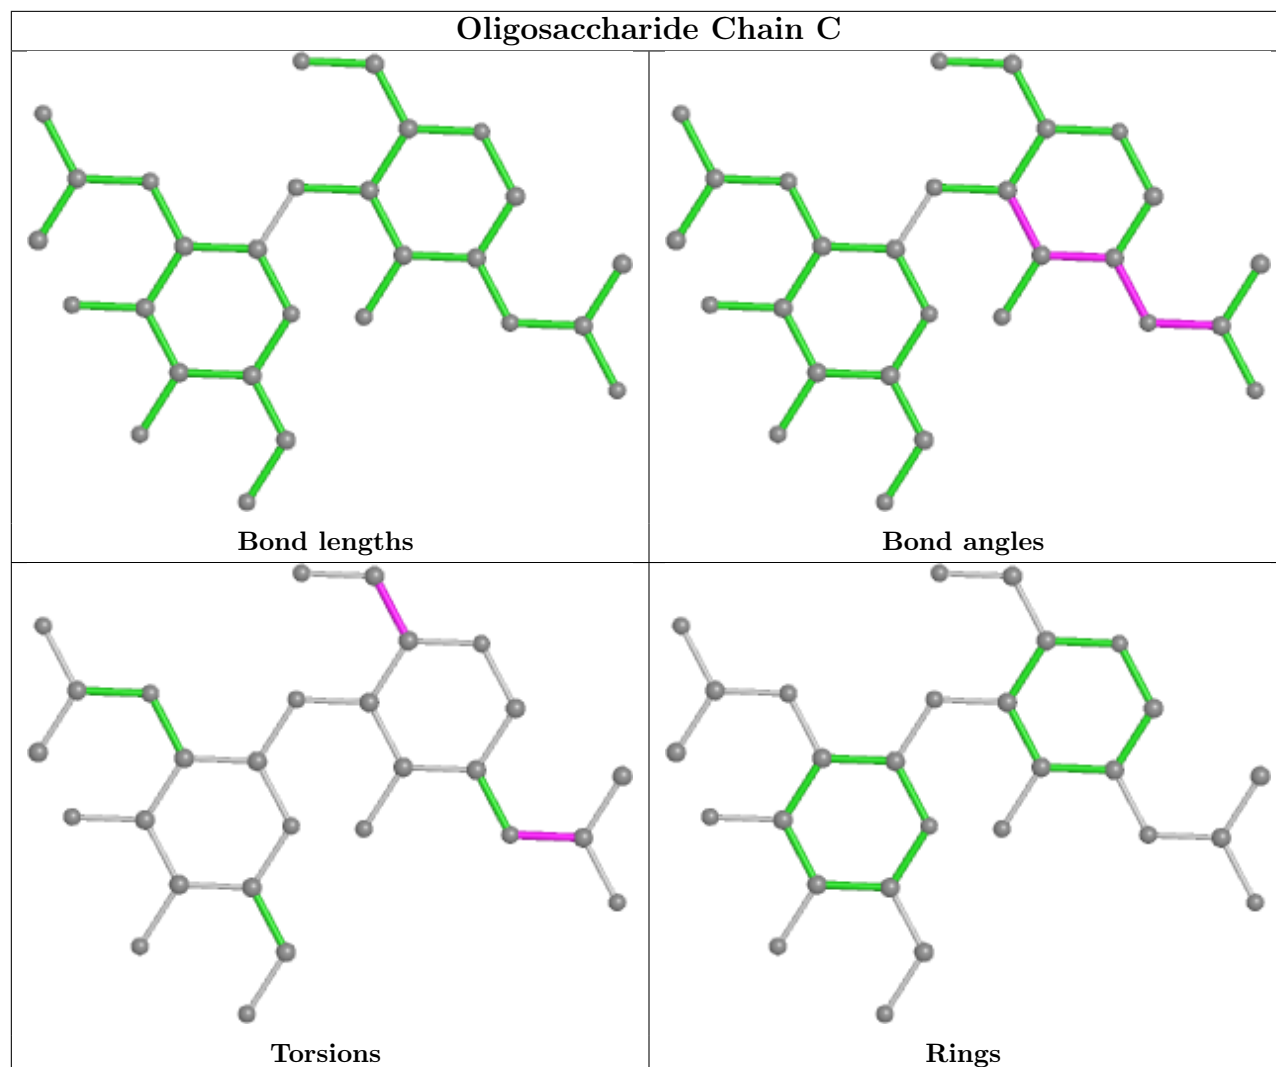 Oligosaccharide Chain C
Bond lengths
Bond angles
Torsions
Rings